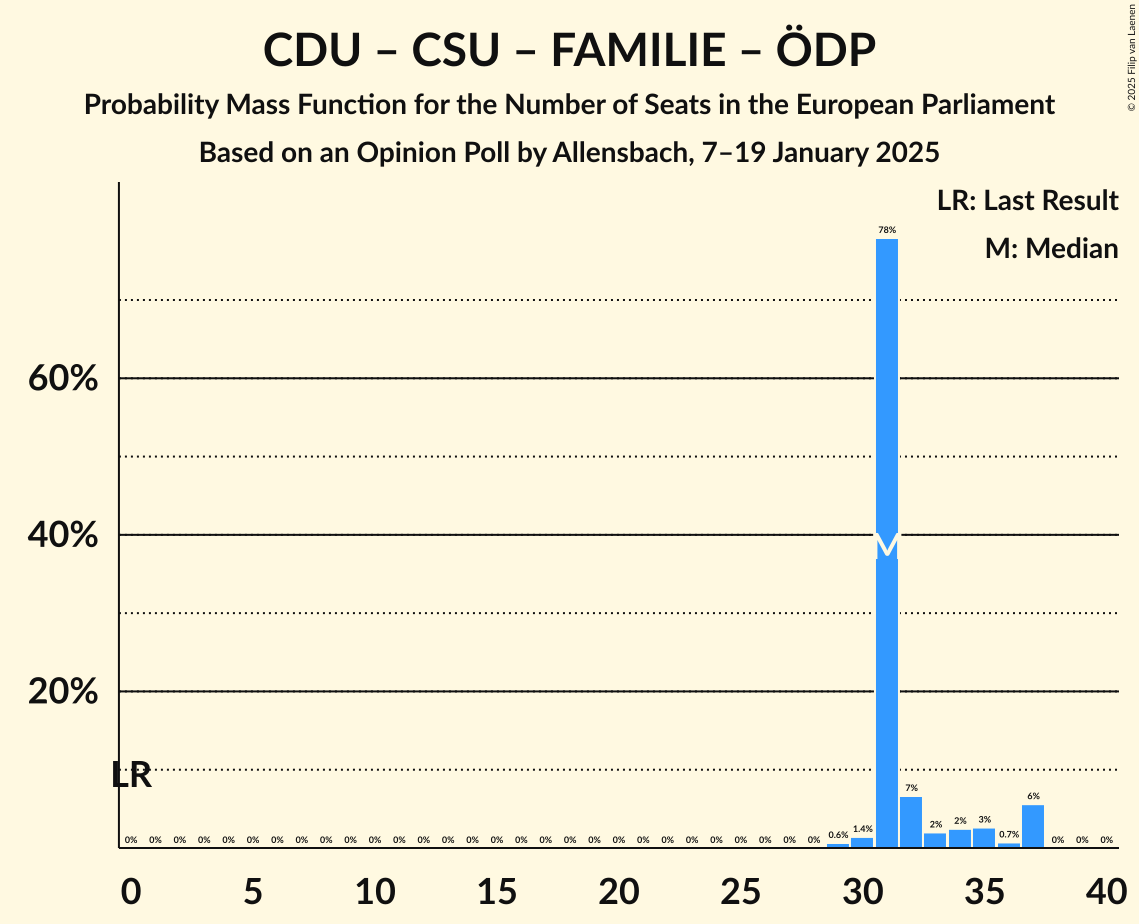 CDU – CSU – FAMILIE – ÖDP
Probability Mass Function for the Number of Seats in the European Parliament
Based on an Opinion Poll by Allensbach, 7–19 January 2025
© 2025 Filip van Laenen
LR: Last Result
M: Median
78%
60%
40%
M
20%
LR
7%
6%
0% 0% 0% 0% 0% 0% 0% 0% 0% 0% 0% 0% 0% 0% 0% 0% 0% 0% 0% 0% 0% 0% 0% 0% 0% 0% 0% 0% 0% 0.6% 1.4% 2% 2% 3% 0.7% 0% 0% 0%
0 5 10 15 20 25 30 35 40